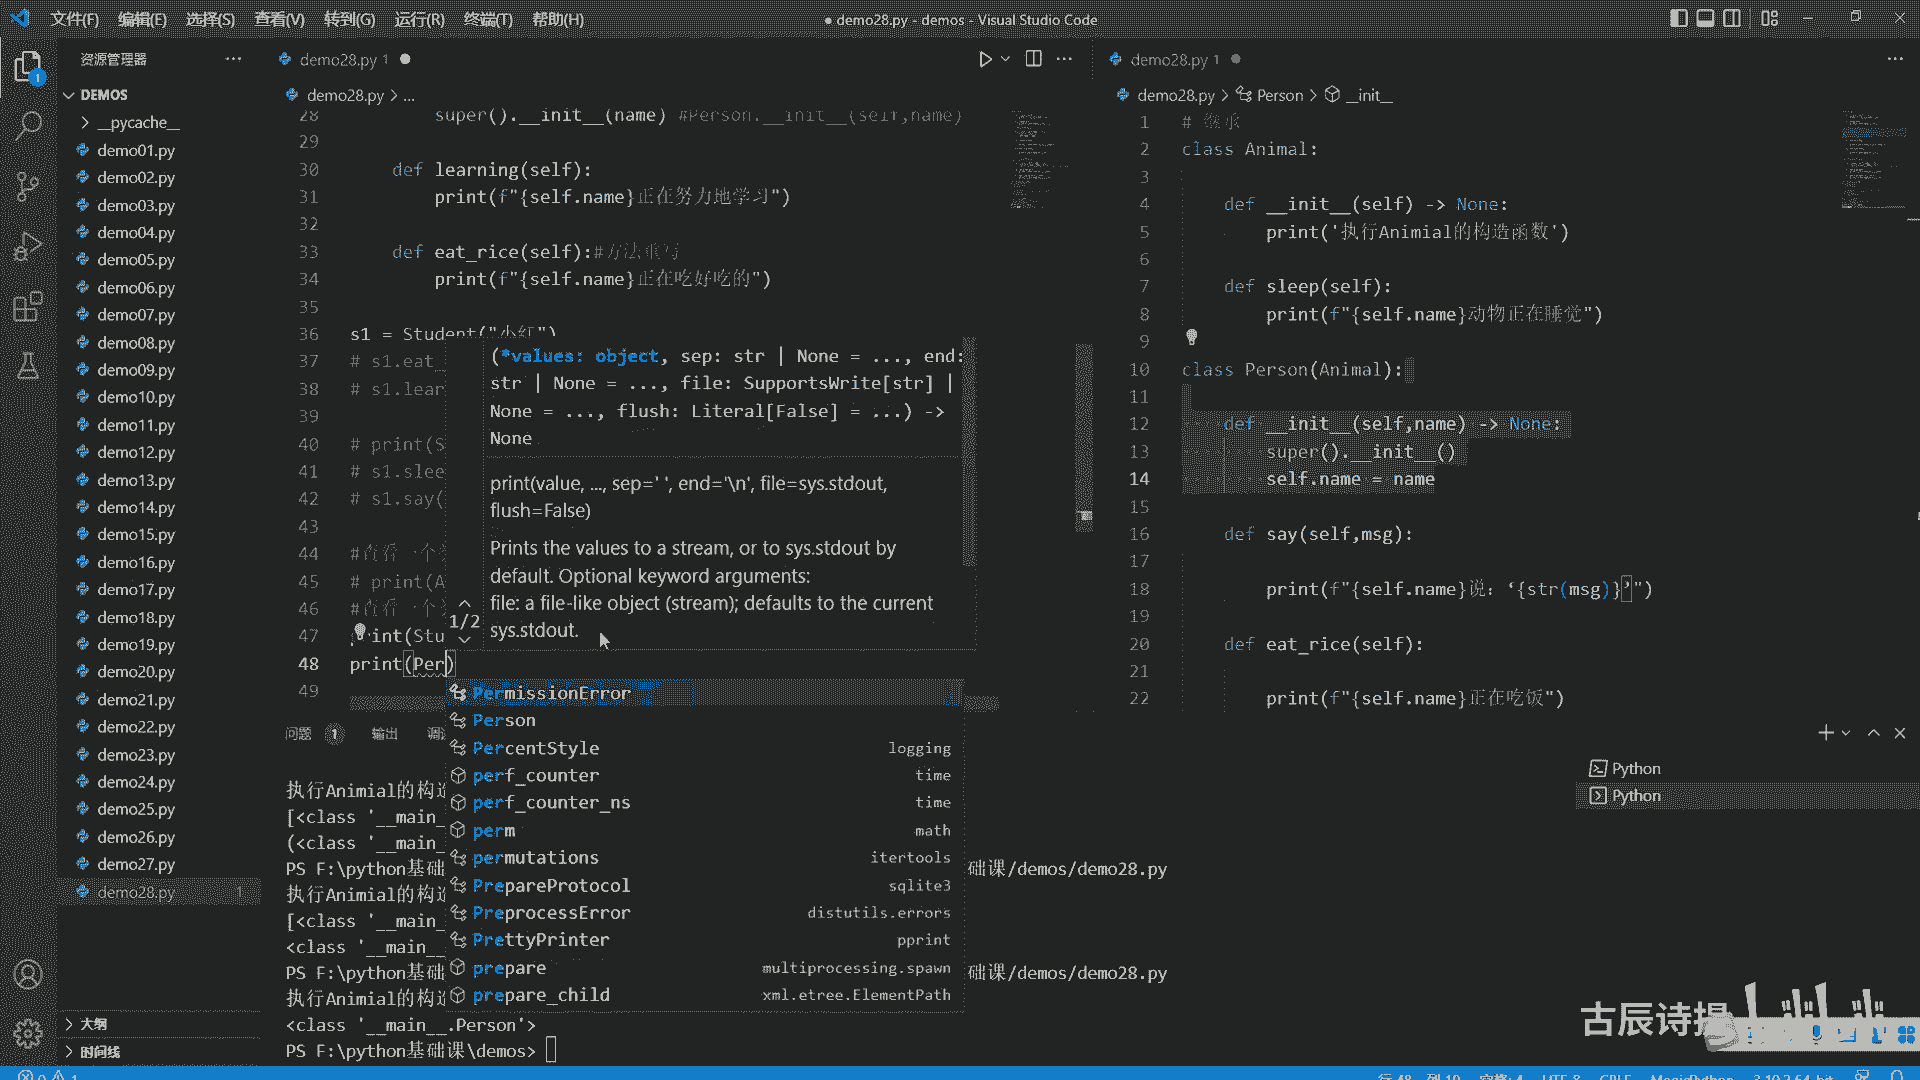 文件(F) 编辑(E) 选择(S) 查看(V) 转到(G) 运行(R) 终端(T) 帮助(H)
● demo28.py - demos - Visual Studio Code
资源管理器
DEMOS
__pycache__
demo01.py
demo02.py
demo03.py
demo04.py
demo05.py
demo06.py
demo07.py
demo08.py
demo09.py
demo10.py
demo11.py
demo12.py
demo13.py
demo14.py
demo15.py
demo16.py
demo17.py
demo18.py
demo19.py
demo20.py
demo21.py
demo22.py
demo23.py
demo24.py
demo25.py
demo26.py
demo27.py
demo28.py 1
大纲
时间线
demo28.py 1
demo28.py > ...
28 super().__init__(name) #Person.__init__(self,name)
29
30 def learning(self):
31 print(f"{self.name}正在努力地学习")
32
33 def eat_rice(self):#方法重写
34 print(f"{self.name}正在吃好吃的")
35
36 s1 = Student("小红")
37 # s1.eat_
38 # s1.lear
39
40 # print(S
41 # s1.slee
42 # s1.say(
43
44 #查看一个
45 # print(A
46 #查看一个
47 int(Stu
48 print(Per)
49
(*values: object, sep: str | None = ..., end:
str | None = ..., file: SupportsWrite[str] |
None = ..., flush: Literal[False] = ...) ->
None
print(value, ..., sep=' ', end='\n', file=sys.stdout,
flush=False)
Prints the values to a stream, or to sys.stdout by
default. Optional keyword arguments:
file: a file-like object (stream); defaults to the current
sys.stdout.
1/2
PermissionError
Person
PercentStyle logging
perf_counter time
perf_counter_ns time
perm math
permutations itertools
PrepareProtocol sqlite3
PreprocessError distutils.errors
PrettyPrinter pprint
prepare multiprocessing.spawn
prepare_child xml.etree.ElementPath
demo28.py 1
demo28.py > Person > __init__
1 # 继承
2 class Animal:
3
4 def __init__(self) -> None:
5 print('执行Animial的构造函数')
6
7 def sleep(self):
8 print(f"{self.name}动物正在睡觉")
9
10 class Person(Animal):
11
12 def __init__(self,name) -> None:
13 super().__init__()
14 self.name = name
15
16 def say(self,msg):
17
18 print(f"{self.name}说：‘{str(msg)}’")
19
20 def eat_rice(self):
21
22 print(f"{self.name}正在吃饭")
问题 1 输出
执行Animial的构
[<class '__main_
(<class '__main_
PS F:\python基础 础课/demos/demo28.py
执行Animial的构
[<class '__main_
<class '__main_
PS F:\python基础 础课/demos/demo28.py
执行Animial的构
<class '__main__.Person'>
PS F:\python基础课\demos>
Python
Python
古辰诗提